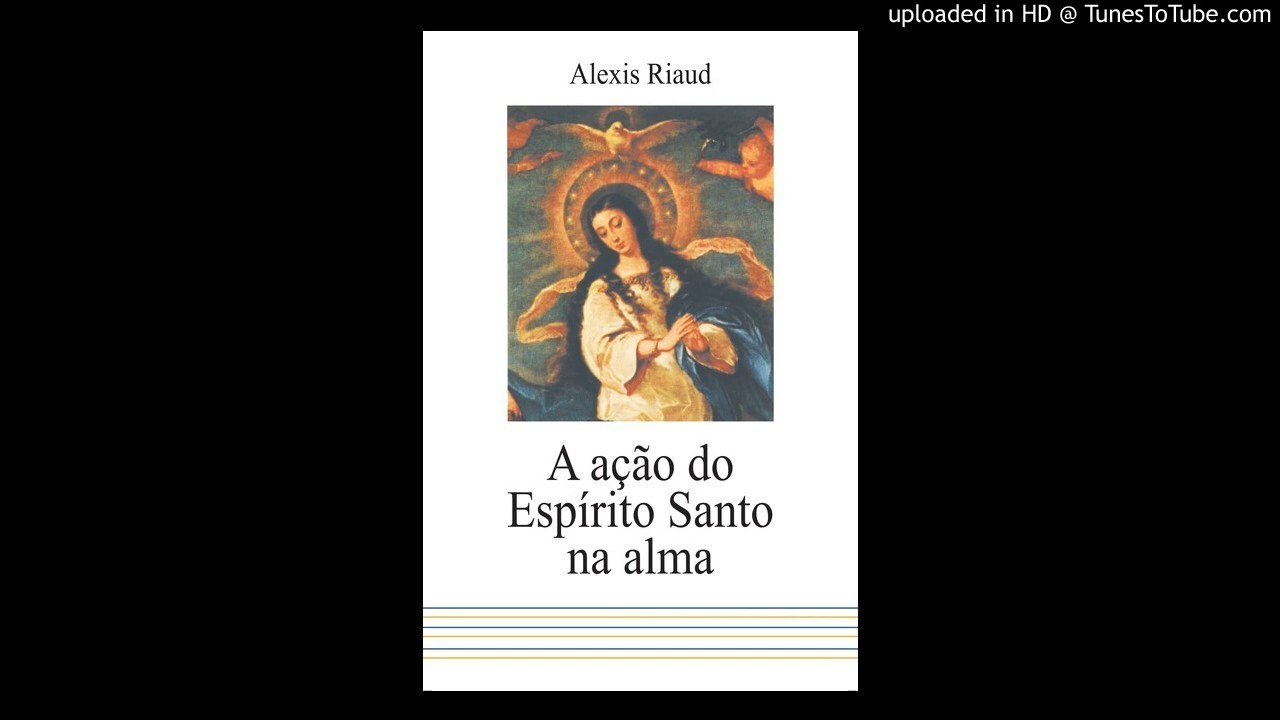 uploaded in HD @ TunesToTube.com
Alexis Riaud
A ação do
Espírito Santo
na alma